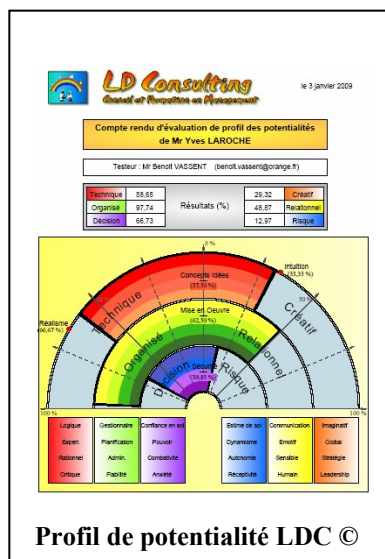 LD Consulting
Conseil et Formation en Management
le 3 janvier 2009
Compte rendu d'évaluation de profil des potentialités
de Mr Yves LAROCHE
Testeur : Mr Benoît VASSENT (benoit.vassent@orange.fr)
Technique 58,65 Résultats (%) 29,32 Créatif
Organisé 97,74 48,87 Relationnel
Décision 66,73 12,97 Risque
0 %
Intuition
(33,33 %)
Concepts Idées
(37,59 %)
Réalisme
(66,67 %)
Technique
Créatif
50 %
Mise en Oeuvre
(62,50 %)
Organisé
Relationnel
Décision
Risque
Sécurité
(39,85 %)
100 %
100 %
Logique Gestionnaire Confiance en soi Estime de soi Communication Imaginatif
Expert Planification Pouvoir Dynamisme Emotif Global
Rationnel Admin. Combativité Autonomie Sensible Stratégie
Critique Fiabilité Anxiété Réceptivité Humain Leadership
Profil de potentialité LDC ©